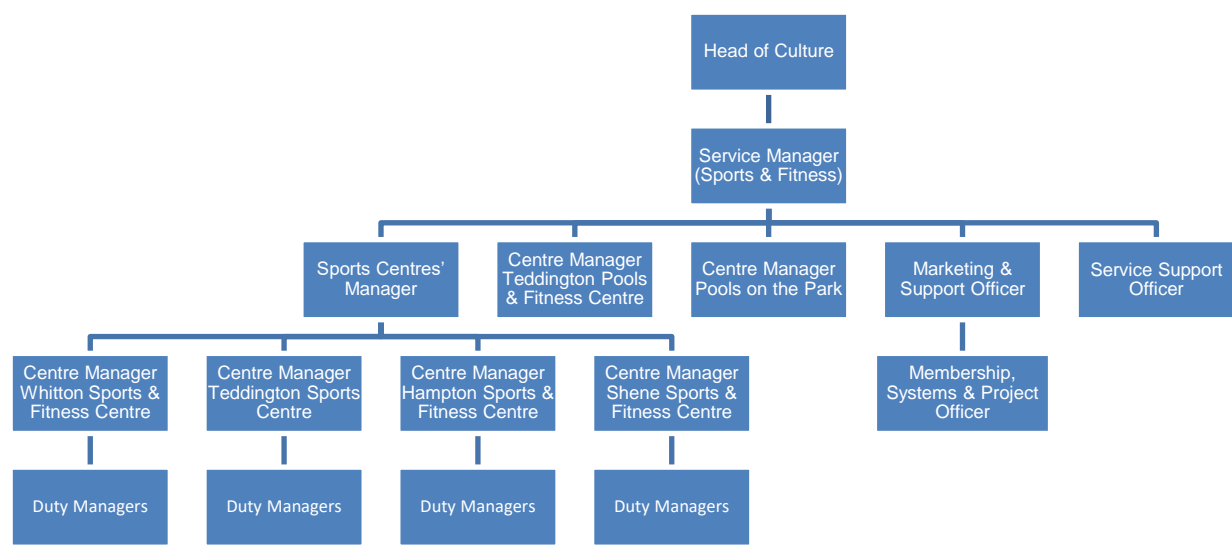 Head of Culture
Service Manager
(Sports & Fitness)
Sports Centres’
Manager
Centre Manager
Teddington Pools
& Fitness Centre
Centre Manager
Pools on the Park
Marketing &
Support Officer
Service Support
Officer
Centre Manager
Whitton Sports &
Fitness Centre
Centre Manager
Teddington Sports
Centre
Centre Manager
Hampton Sports &
Fitness Centre
Centre Manager
Shene Sports &
Fitness Centre
Membership,
Systems & Project
Officer
Duty Managers
Duty Managers
Duty Managers
Duty Managers